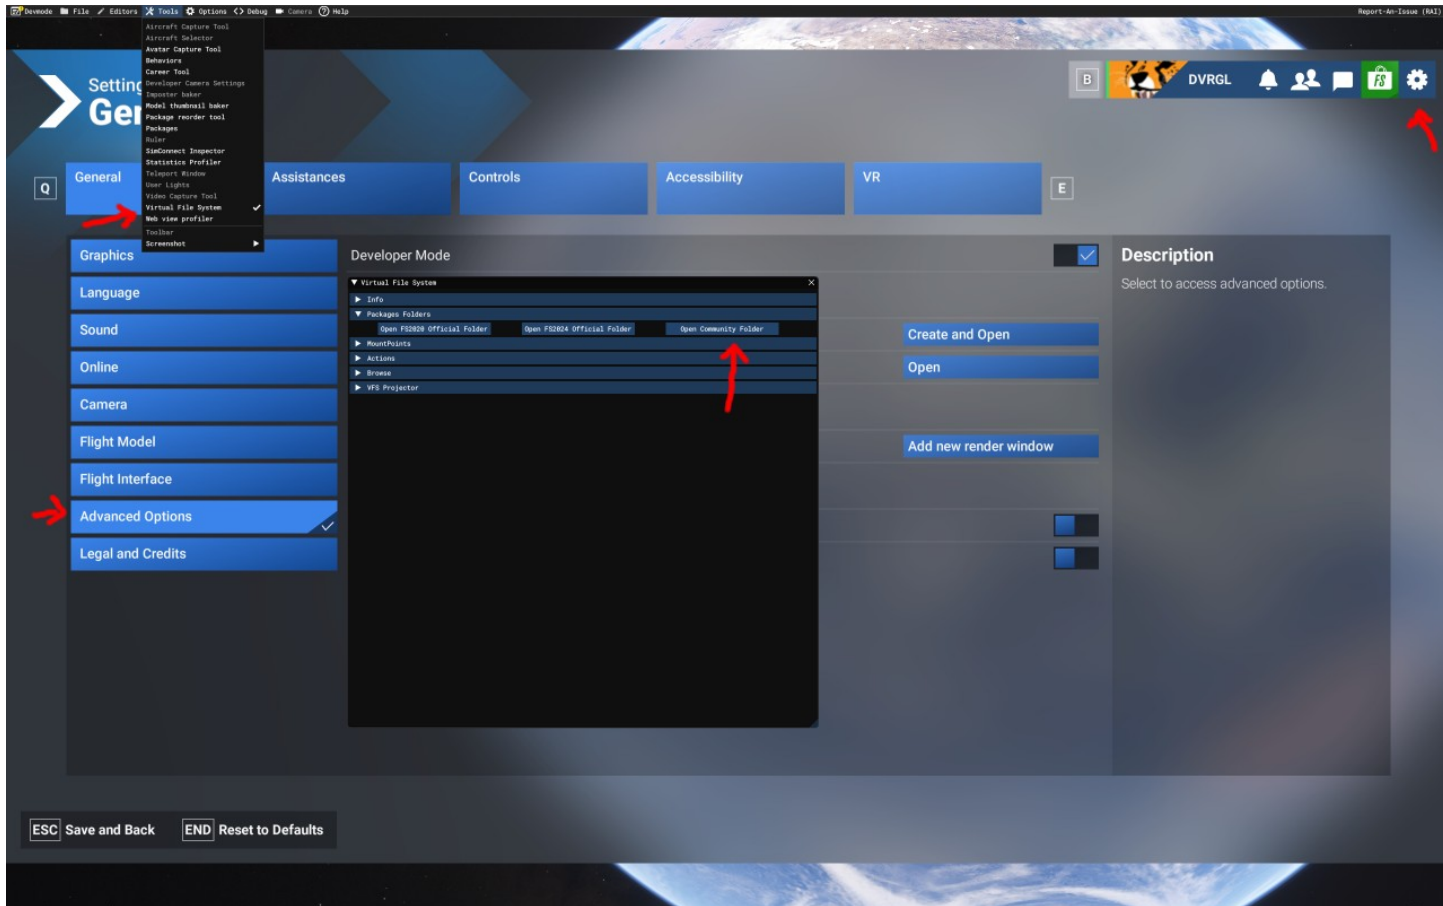 Devmode File Editors Tools Options Debug Camera Help Report-An-Issue (RAI)
Aircraft Capture Tool
Aircraft Selector
Avatar Capture Tool
Behaviors
Career Tool
Developer Camera Settings
Imposter baker
Model thumbnail baker
Package reorder tool
Packages
Ruler
SimConnect Inspector
Statistics Profiler
Teleport Window
User Lights
Video Capture Tool
Virtual File System
Web view profiler
Toolbar
Screenshot
Setting
Ger
B DVRGL FS
Q General Assistances Controls Accessibility VR E
Graphics
Language
Sound
Online
Camera
Flight Model
Flight Interface
Advanced Options
Legal and Credits
Developer Mode
Virtual File System
Info
Packages Folders
Open FS2020 Official Folder Open FS2024 Official Folder Open Community Folder
MountPoints
Actions
Browse
VFS Projector
Create and Open
Open
Add new render window
Description
Select to access advanced options.
ESC Save and Back END Reset to Defaults